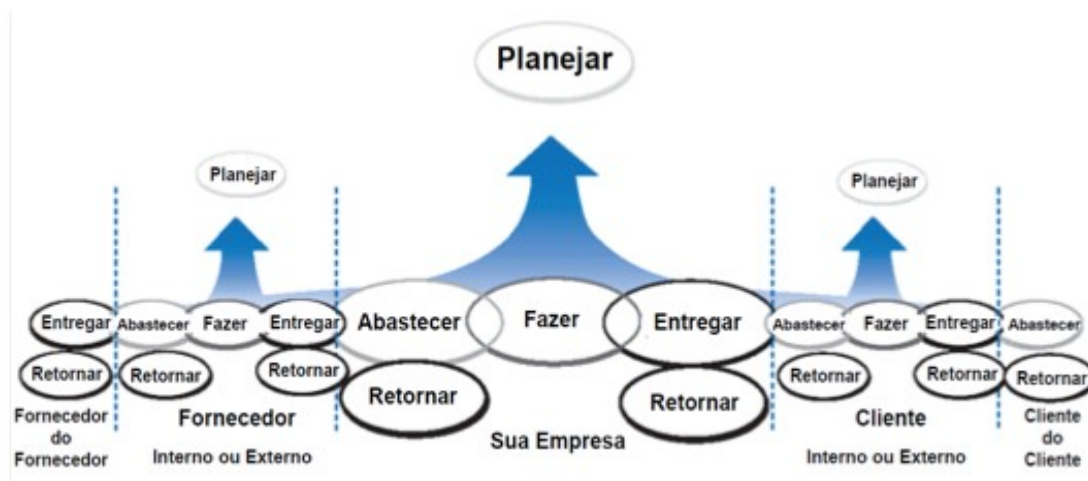 Planejar
Planejar
Planejar
Entregar
Abastecer
Fazer
Entregar
Abastecer
Fazer
Entregar
Abastecer
Fazer
Entregar
Abastecer
Retornar
Retornar
Retornar
Retornar
Retornar
Retornar
Retornar
Retornar
Fornecedor
do
Fornecedor
Fornecedor
Interno ou Externo
Sua Empresa
Cliente
Interno ou Externo
Cliente
do
Cliente